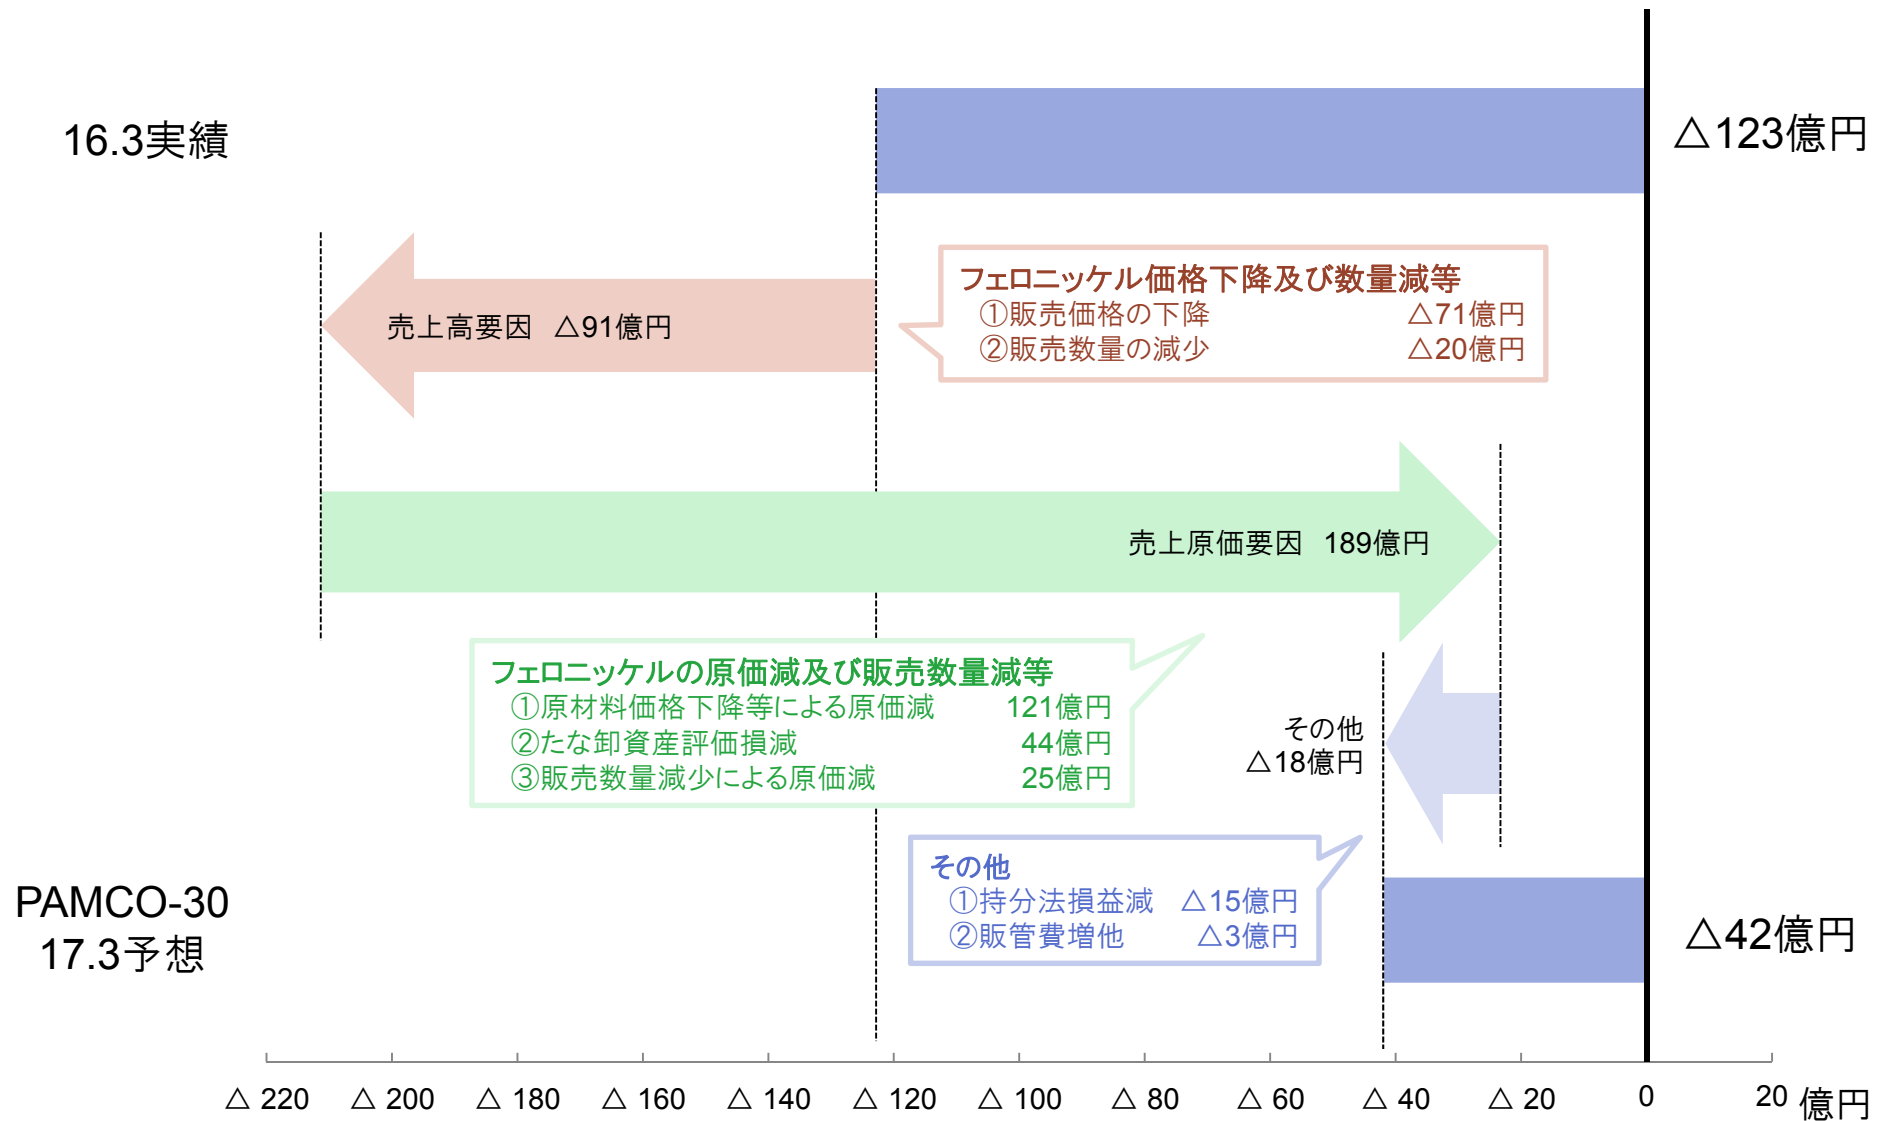 16.3実績
△123億円
フェロニッケル価格下降及び数量減等
①販売価格の下降 △71億円
②販売数量の減少 △20億円
売上高要因 △91億円
売上原価要因 189億円
フェロニッケルの原価減及び販売数量減等
①原材料価格下降等による原価減 121億円
②たな卸資産評価損減 44億円
③販売数量減少による原価減 25億円
その他
△18億円
その他
①持分法損益減 △15億円
②販管費増他 △3億円
PAMCO-30
17.3予想
△42億円
△ 220 △ 200 △ 180 △ 160 △ 140 △ 120 △ 100 △ 80 △ 60 △ 40 △ 20 0 20 億円